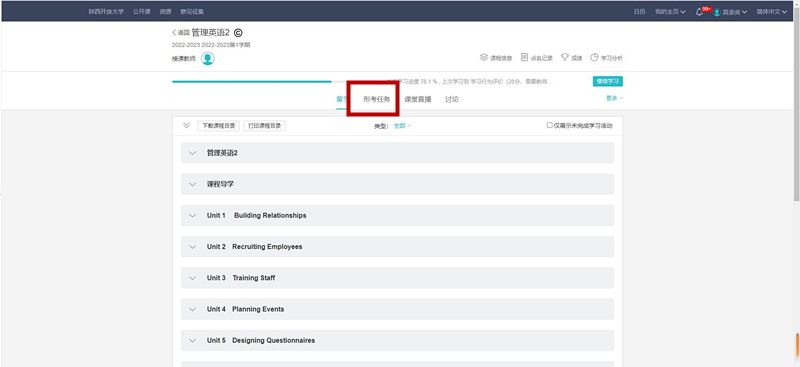 陕西开放大学 公开课 资源 意见征集 日历 我的主页 99+ 简体中文
返回 管理英语2 ©
2022-2023 2022-2023第1学期
授课教师 课程信息 点名记录 成绩 学习分析
学习进度 76.1%，上次学习到 学习行为评价（20分，需要教师... 继续学习
章节 形考任务 课堂直播 讨论 更多
下载课程目录 打印课程目录 类型： 全部 仅展示未完成学习活动
管理英语2
课程导学
Unit 1 Building Relationships
Unit 2 Recruiting Employees
Unit 3 Training Staff
Unit 4 Planning Events
Unit 5 Designing Questionnaires